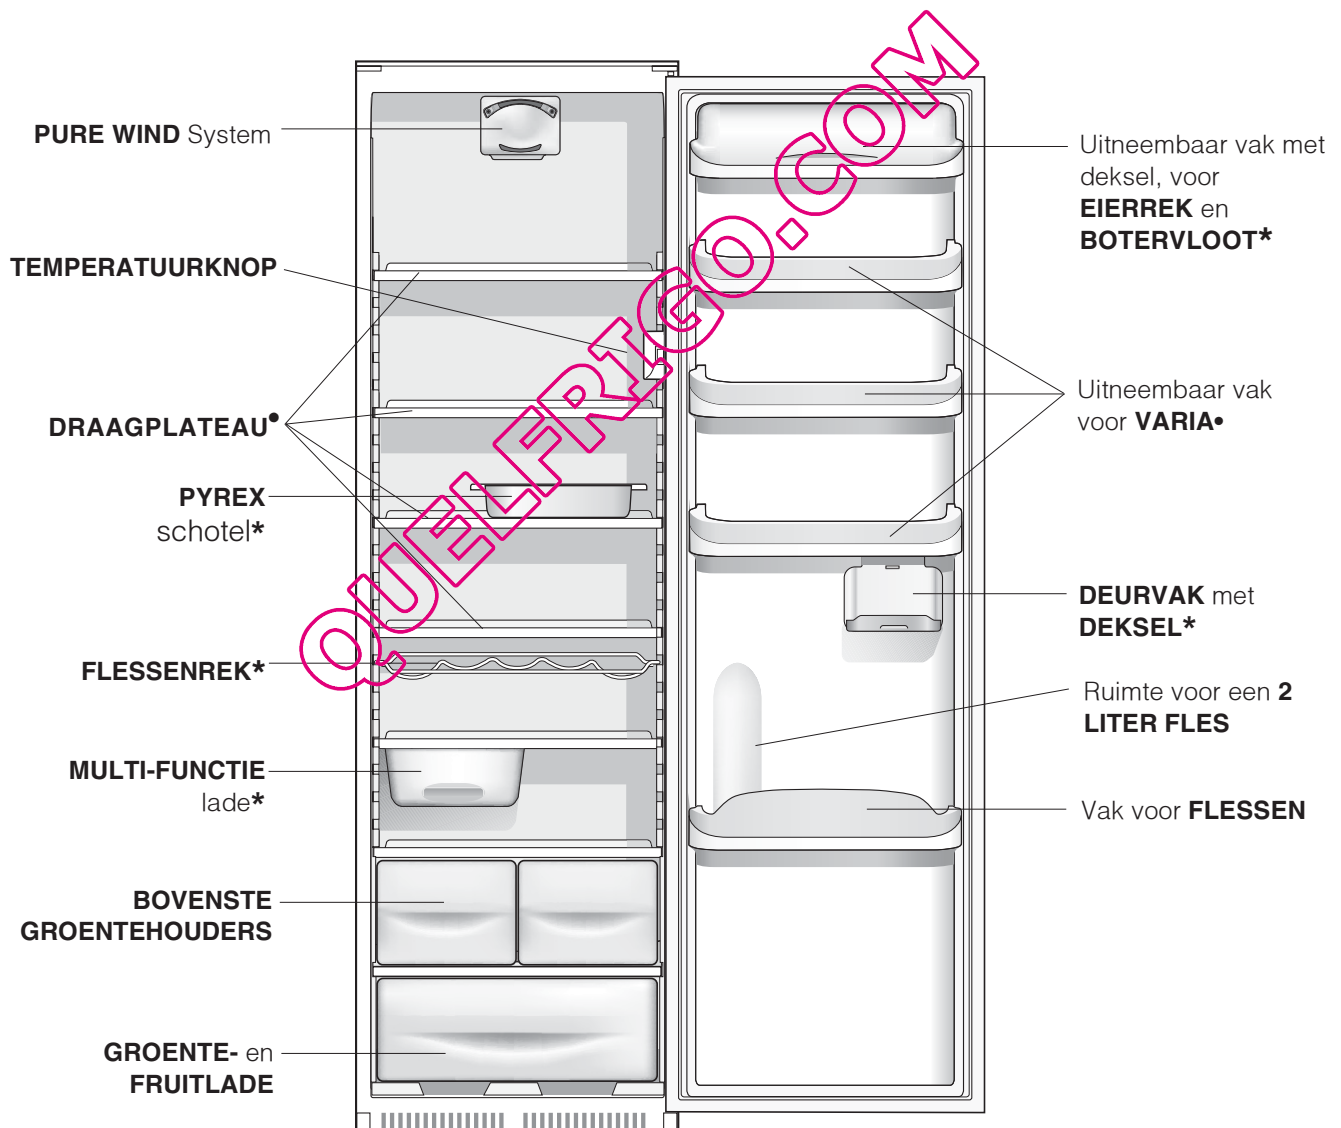 PURE WIND System
TEMPERATUURKNOP
DRAAGPLATEAU•
PYREX
schotel*
FLESSENREK*
MULTI-FUNCTIE
lade*
BOVENSTE
GROENTEHOUDERS
GROENTE- en
FRUITLADE
Uitneembaar vak met
deksel, voor
EIERREK en
BOTERVLOOT*
Uitneembaar vak
voor VARIA•
DEURVAK met
DEKSEL*
Ruimte voor een 2
LITER FLES
Vak voor FLESSEN
QUELFRIGO.COM